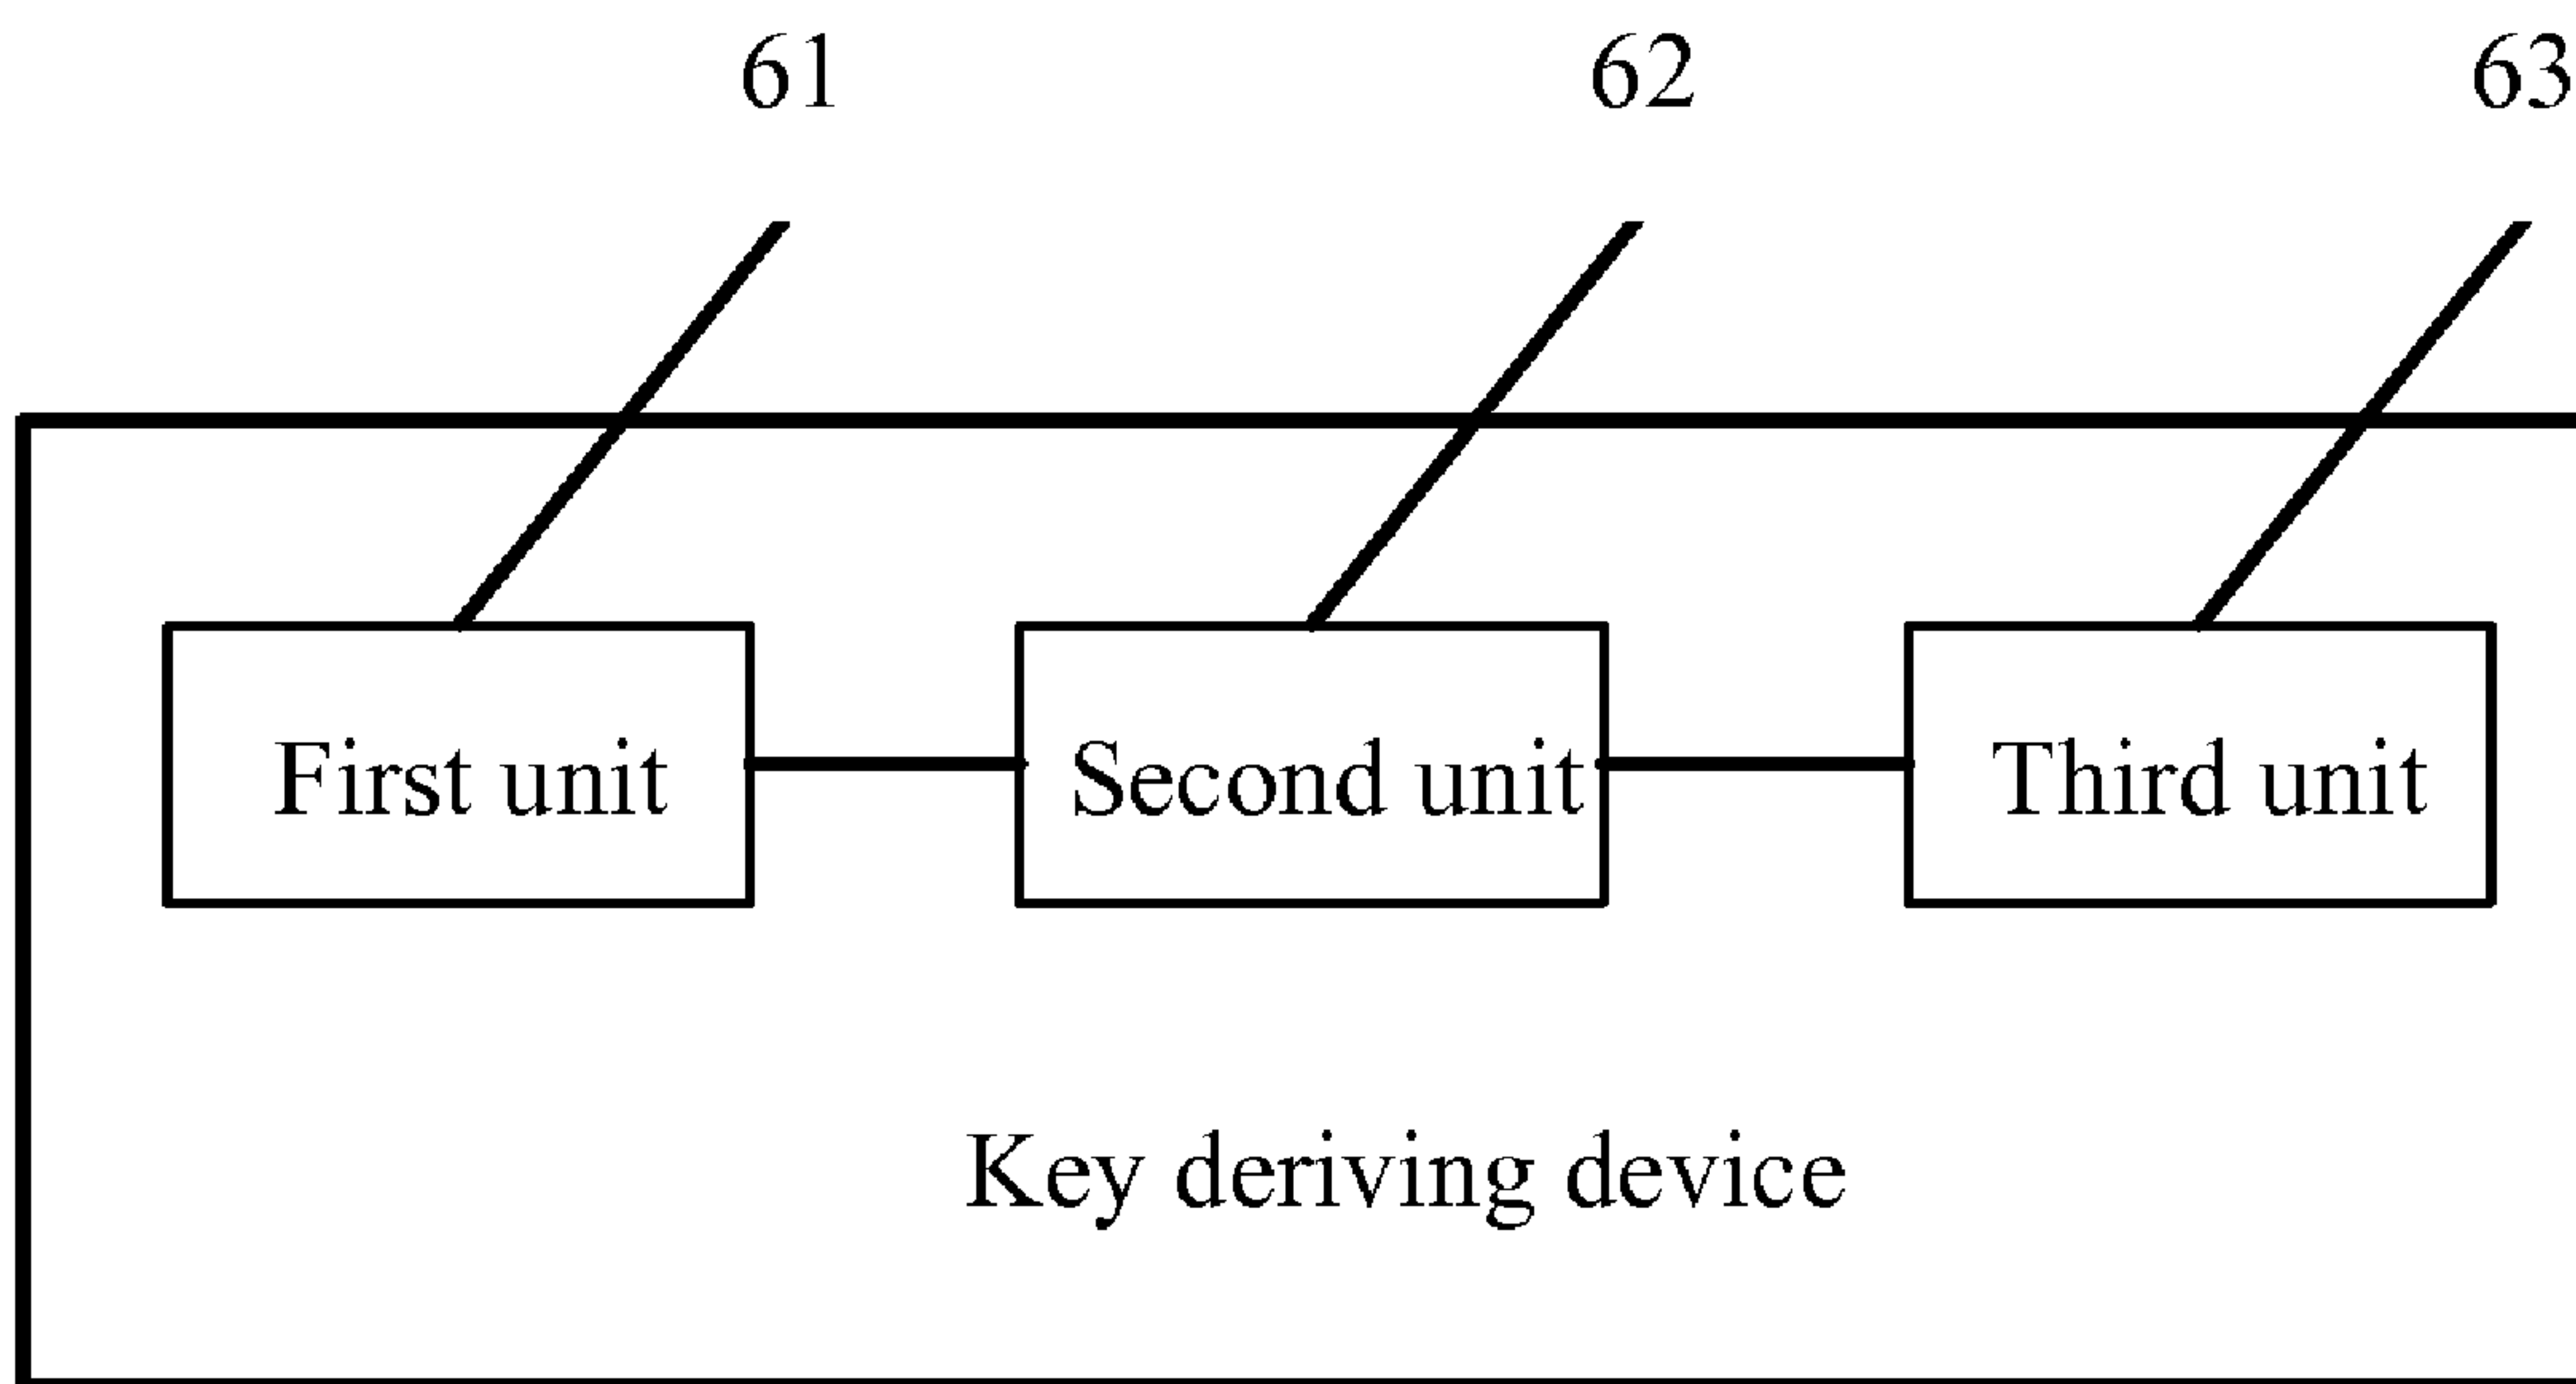 61 62 63
First unit Second unit Third unit
Key deriving device